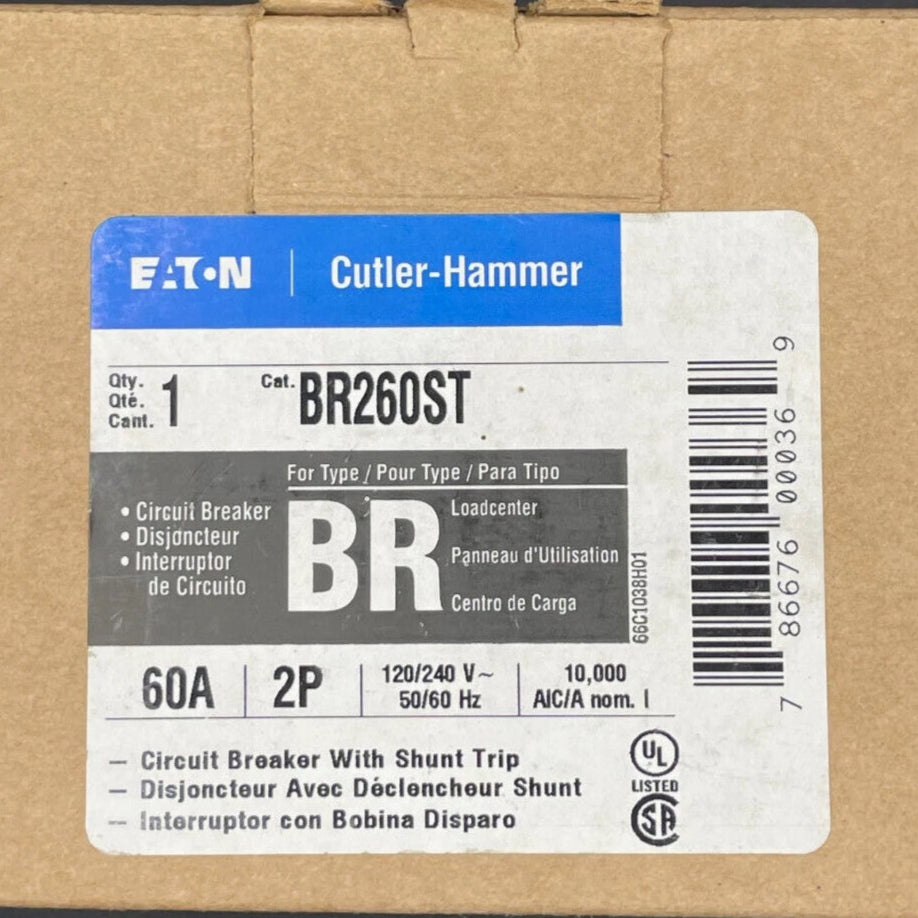 EATON | Cutler-Hammer
Qty.
Qté.
Cant.
1
Cat. BR260ST
For Type / Pour Type / Para Tipo
• Circuit Breaker
• Disjoncteur
• Interruptor
de Circuito
BR
Loadcenter
Panneau d'Utilisation
Centro de Carga
66C1038H01
60A
2P
120/240 V~
50/60 Hz
10,000
AIC/A nom. I
– Circuit Breaker With Shunt Trip
– Disjoncteur Avec Déclencheur Shunt
– Interruptor con Bobina Disparo
UL
LISTED
SA
7 86676 00036 9